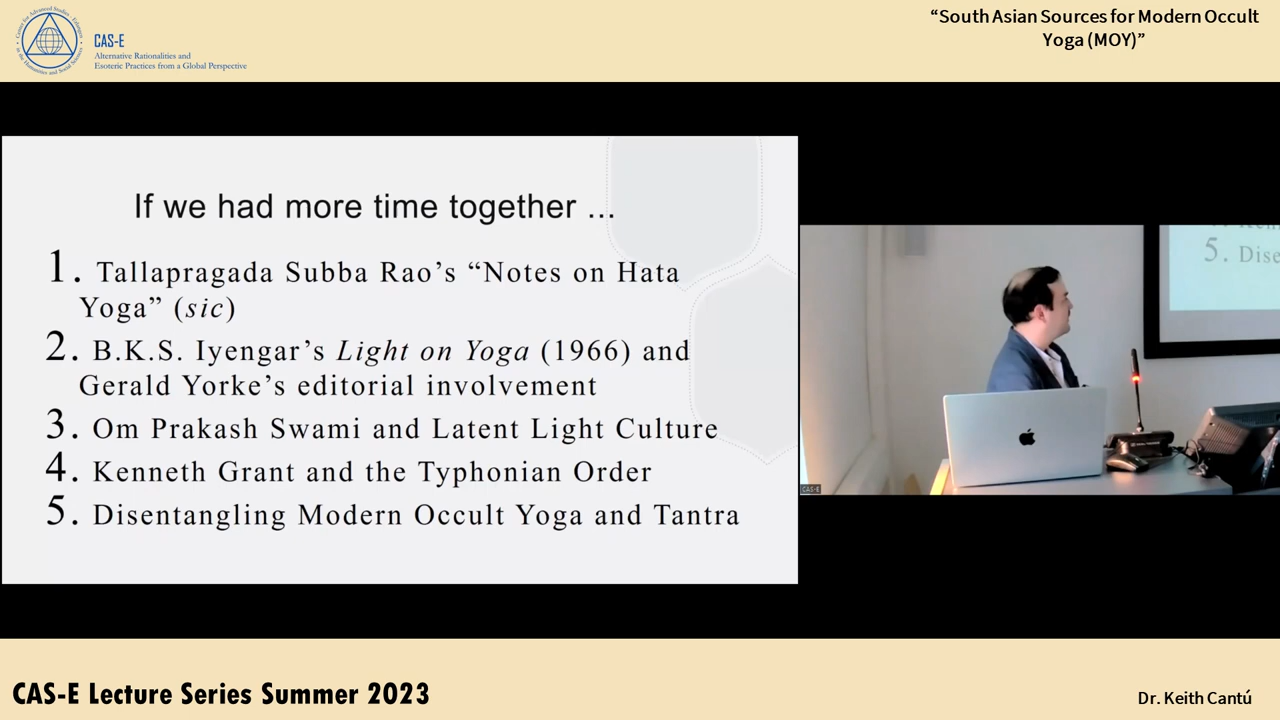 CAS-E
Alternative Rationalities and
Esoteric Practices from a Global Perspective
“South Asian Sources for Modern Occult
Yoga (MOY)”
If we had more time together ...
1. Tallapragada Subba Rao’s “Notes on Hata
Yoga” (sic)
2. B.K.S. Iyengar’s Light on Yoga (1966) and
Gerald Yorke’s editorial involvement
3. Om Prakash Swami and Latent Light Culture
4. Kenneth Grant and the Typhonian Order
5. Disentangling Modern Occult Yoga and Tantra
5. Dise
CAS-E
CAS-E Lecture Series Summer 2023
Dr. Keith Cantú